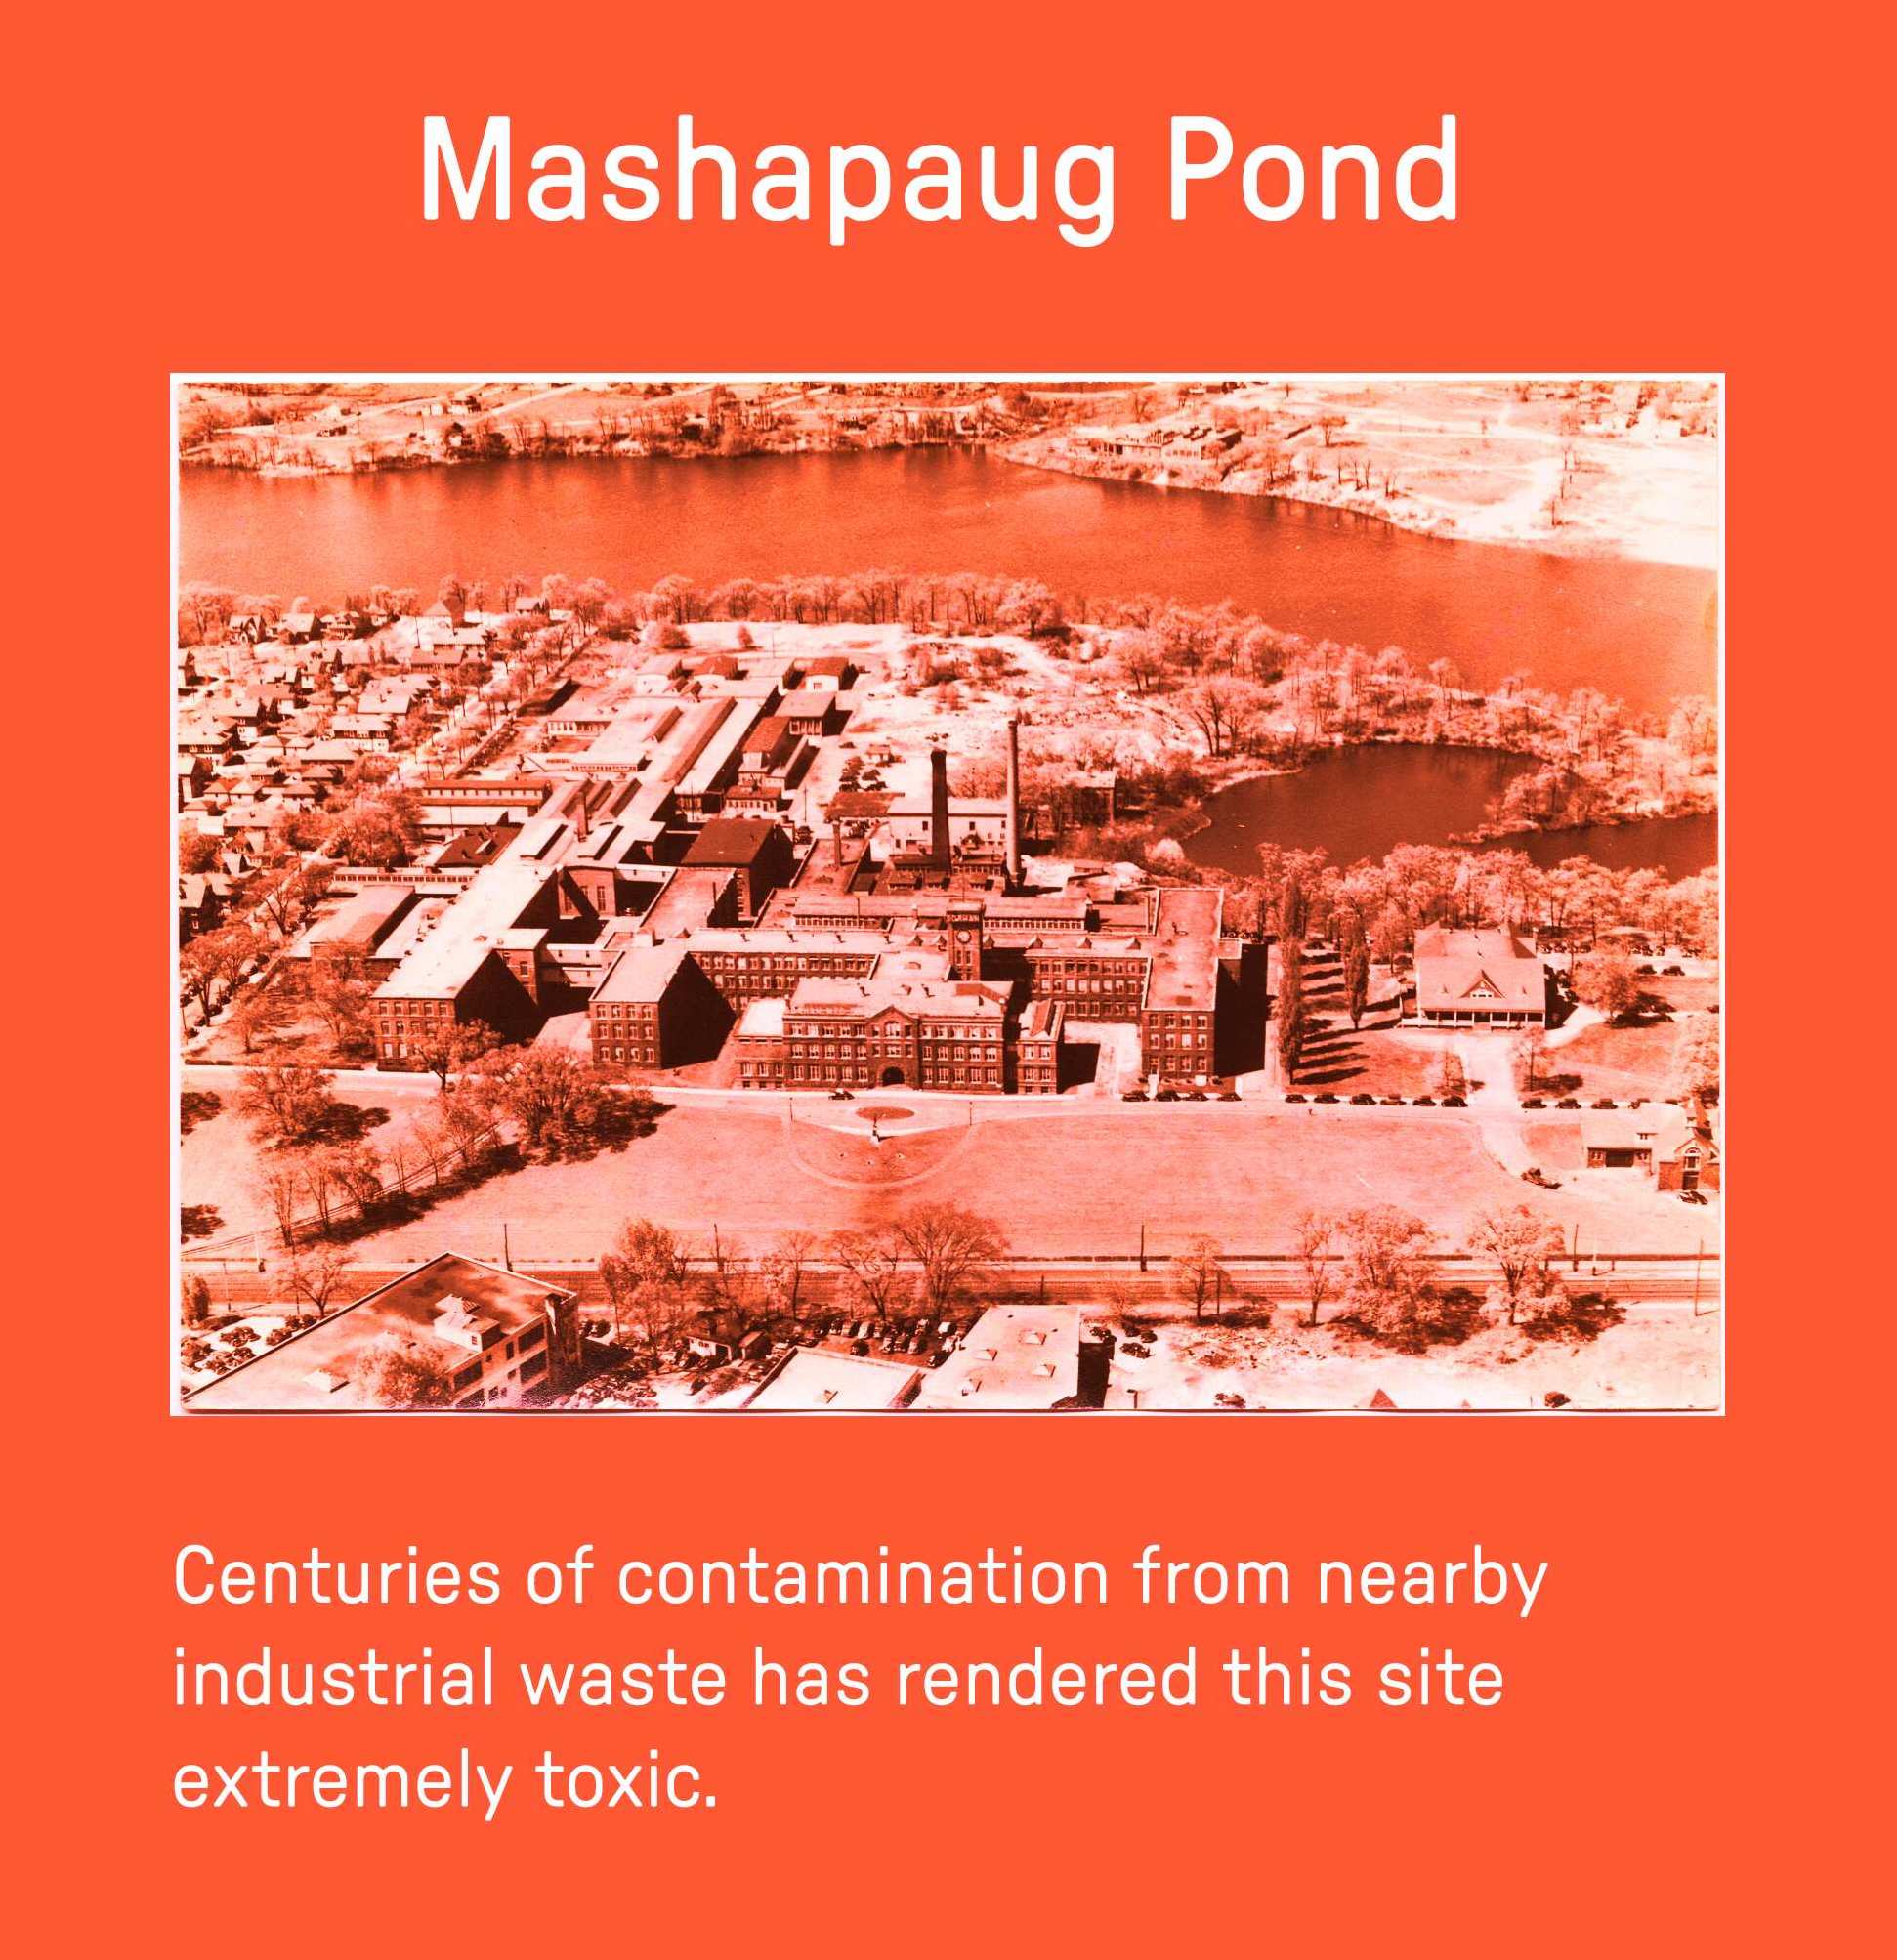 Mashapaug Pond
Centuries of contamination from nearby
industrial waste has rendered this site
extremely toxic.